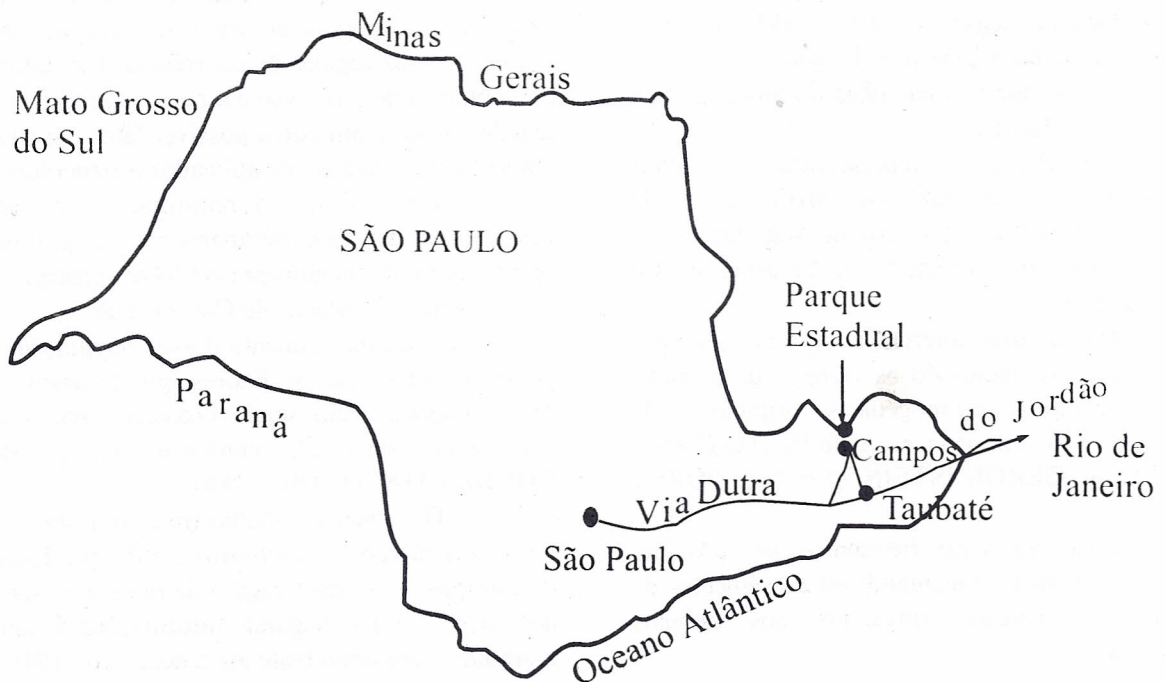 Minas
Gerais
Mato Grosso
do Sul
SÃO PAULO
Parque
Estadual
Paraná
Campos do Jordão
Rio de
Janeiro
Via Dutra
Taubaté
São Paulo
Oceano Atlântico